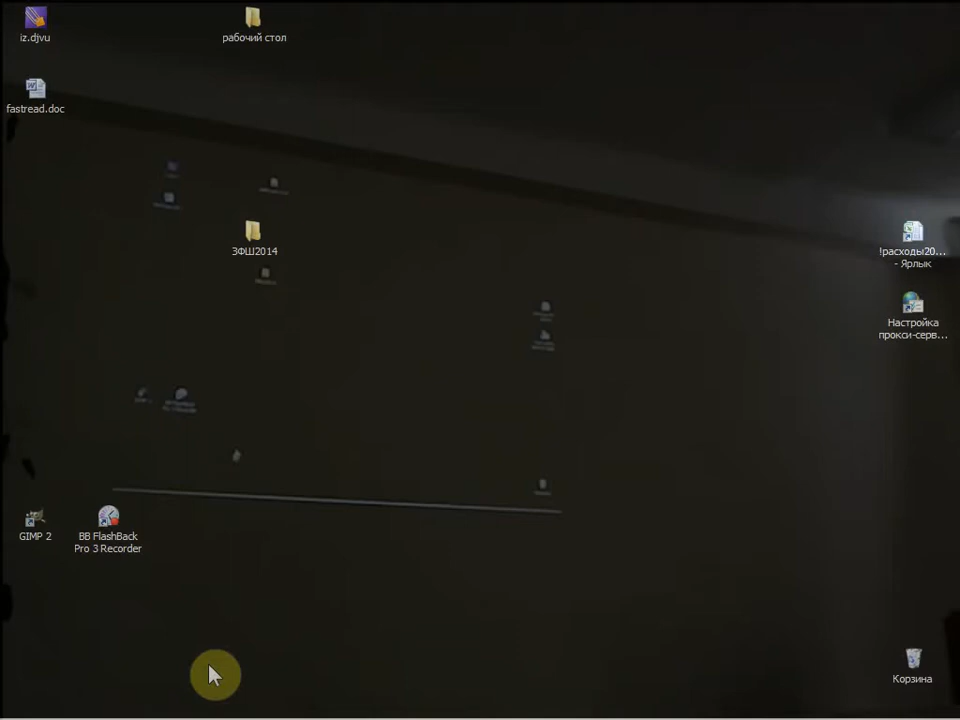 iz.djvu
рабочий стол
fastread.doc
ЗФШ2014
!расходы20...
- Ярлык
Настройка
прокси-серв...
GIMP 2
BB FlashBack
Pro 3 Recorder
Корзина